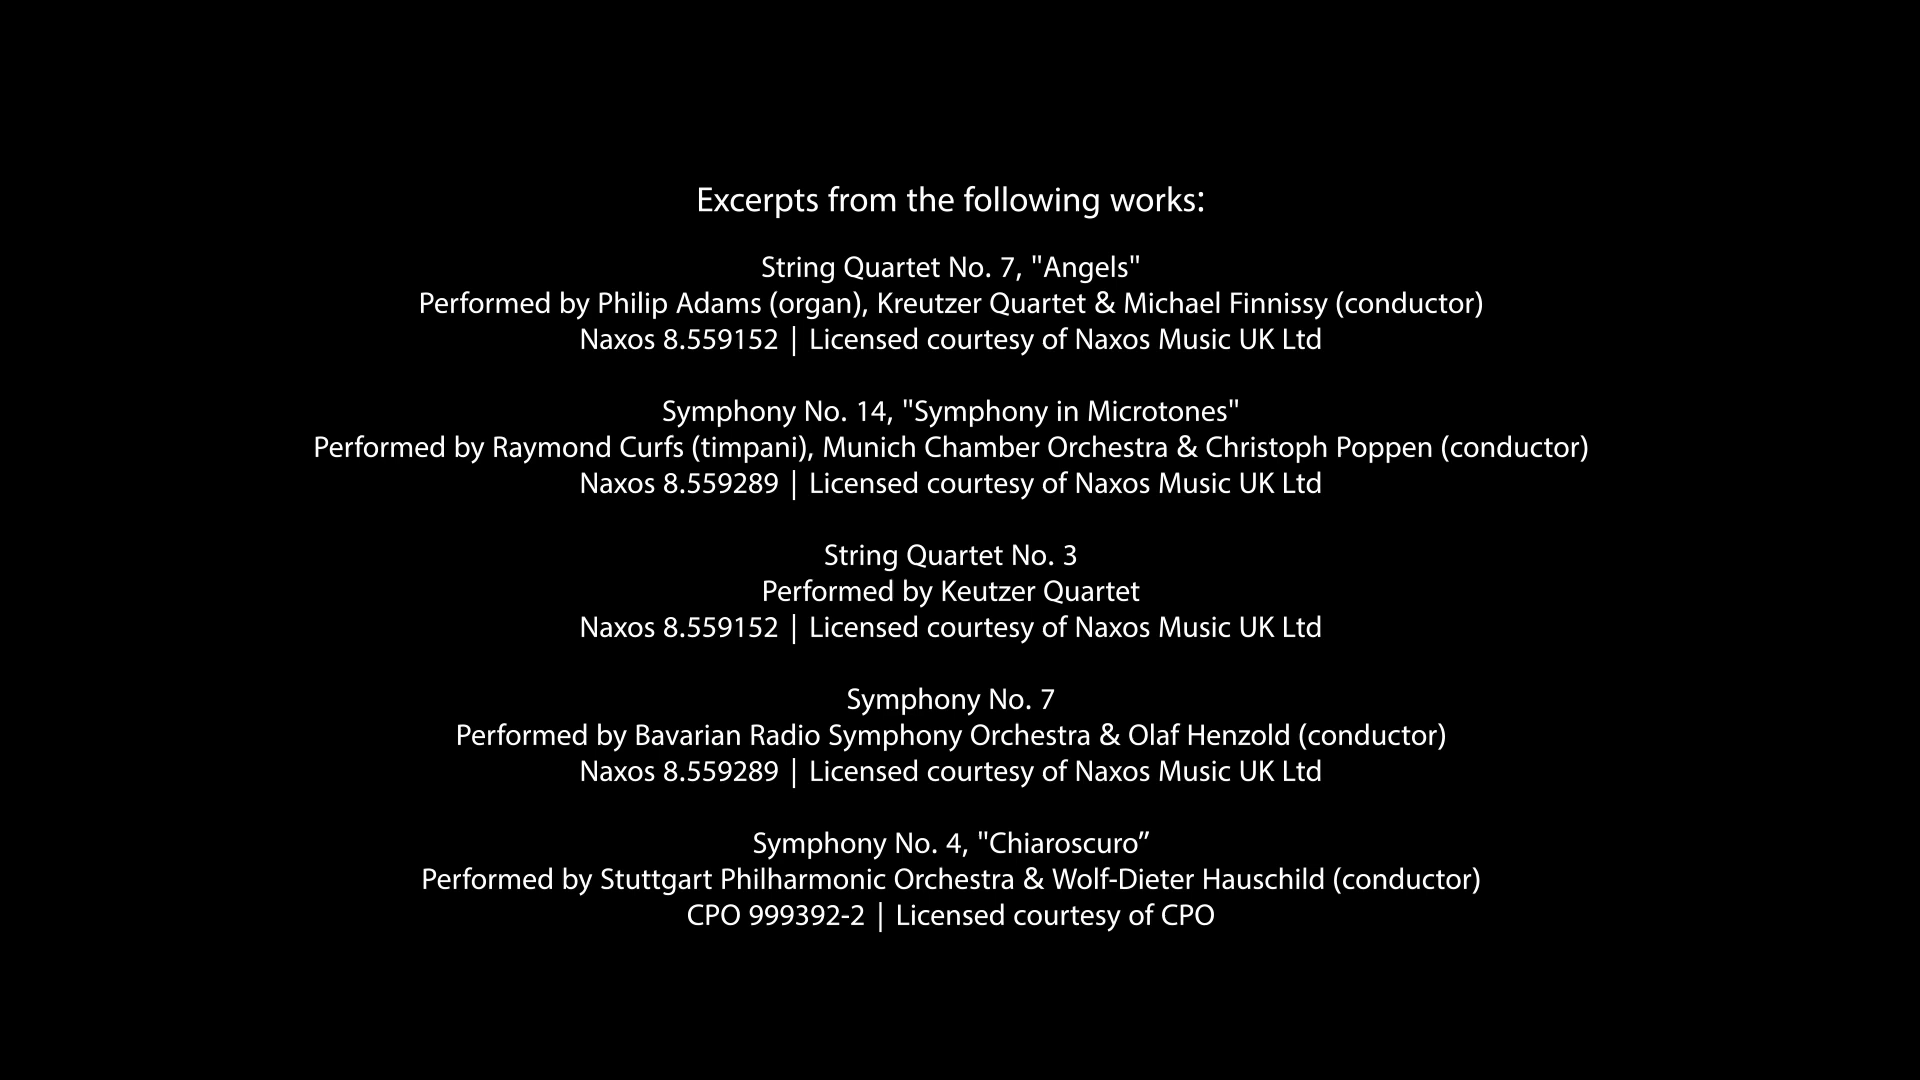 Excerpts from the following works:
String Quartet No. 7, "Angels"
Performed by Philip Adams (organ), Kreutzer Quartet & Michael Finnissy (conductor)
Naxos 8.559152 | Licensed courtesy of Naxos Music UK Ltd
Symphony No. 14, "Symphony in Microtones"
Performed by Raymond Curfs (timpani), Munich Chamber Orchestra & Christoph Poppen (conductor)
Naxos 8.559289 | Licensed courtesy of Naxos Music UK Ltd
String Quartet No. 3
Performed by Keutzer Quartet
Naxos 8.559152 | Licensed courtesy of Naxos Music UK Ltd
Symphony No. 7
Performed by Bavarian Radio Symphony Orchestra & Olaf Henzold (conductor)
Naxos 8.559289 | Licensed courtesy of Naxos Music UK Ltd
Symphony No. 4, "Chiaroscuro”
Performed by Stuttgart Philharmonic Orchestra & Wolf-Dieter Hauschild (conductor)
CPO 999392-2 | Licensed courtesy of CPO